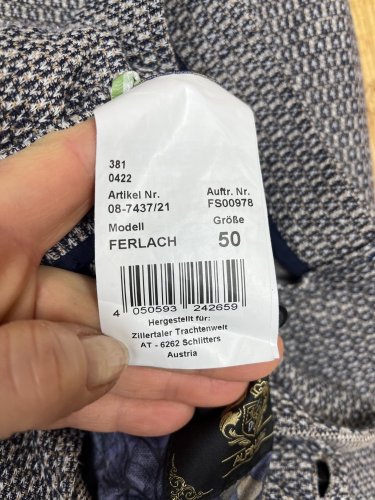 381
0422
Artikel Nr. Auftr. Nr.
08-7437/21 FS00978
Modell Größe
FERLACH 50
4 050593 242659
Hergestellt für:
Zillertaler Trachtenwelt
AT - 6262 Schlitters
Austria